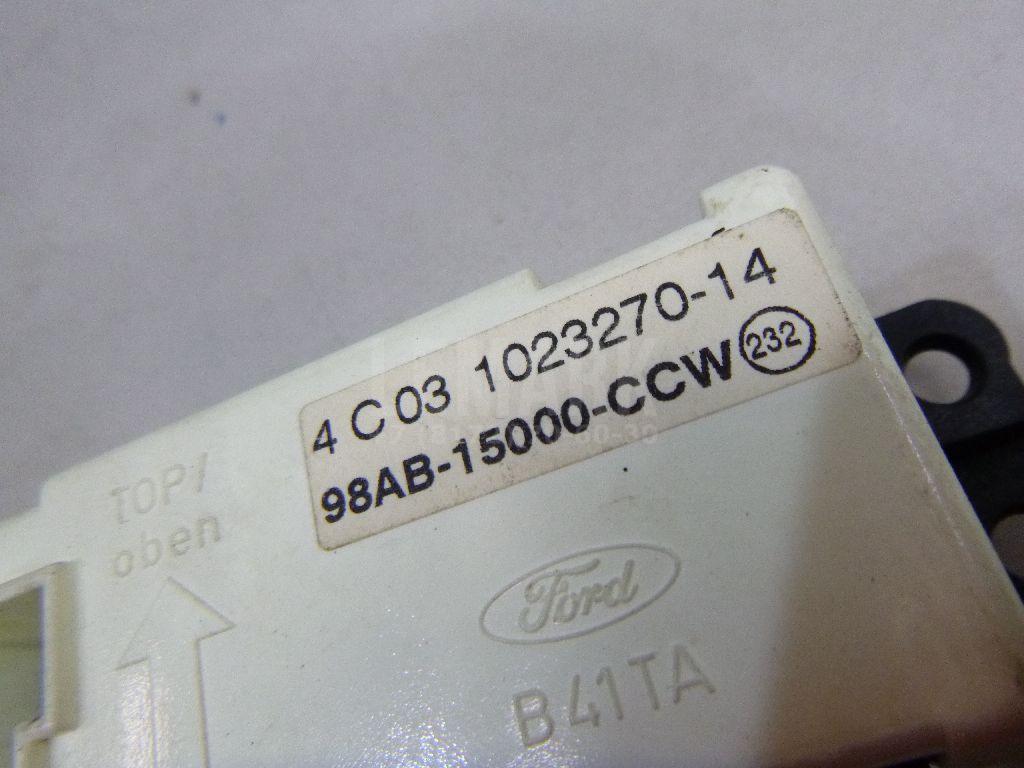 4 C 03 1023270-14
98AB-15000-CCW 232
TOP/
oben
Ford
B41TA